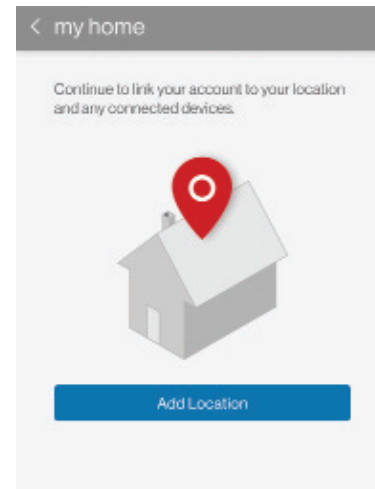 my home
Continue to link your account to your location
and any connected devices.
Add Location